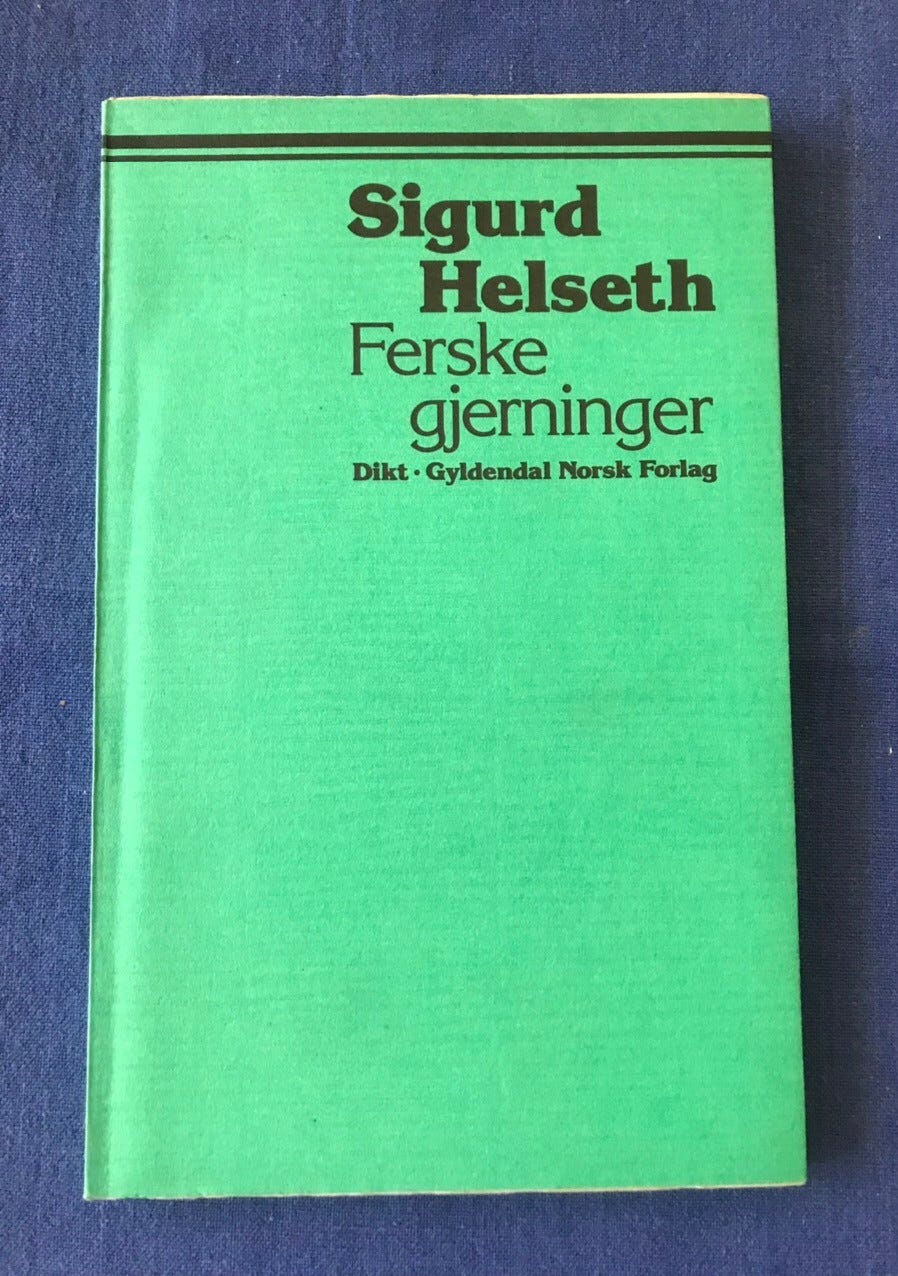 Sigurd
Helseth
Ferske
gjerninger
Dikt · Gyldendal Norsk Forlag